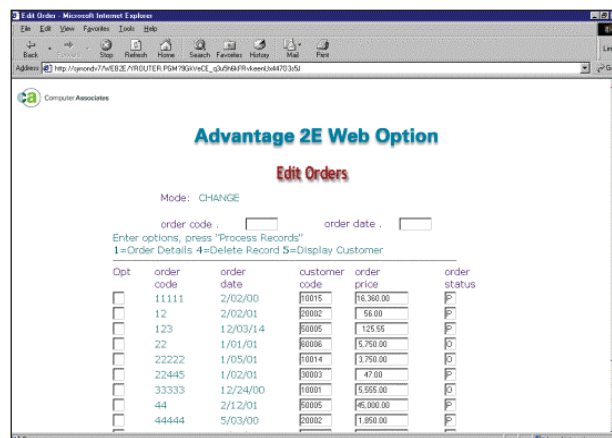 Edit Order - Microsoft Internet Explorer
File Edit View Favorites Tools Help
Back Stop Refresh Home Search Favorites History Mail Print
Address
Computer Associates
Advantage 2E Web Option
Edit Orders
Mode: CHANGE
order code . order date .
Enter options, press "Process Records"
1=Order Details 4=Delete Record 5=Display Customer
Opt order order customer order order
code date code price status
11111 2/02/00 10015 16,360.00 P
12 2/02/01 20002 56.00 P
123 12/03/14 50005 125.55 P
22 1/01/01 60006 5,750.00 O
22222 1/05/01 10014 3,750.00 O
22445 1/02/01 30003 47.00 P
33333 12/24/00 10001 5,555.00 O
44 2/12/01 50005 45,000.00 P
44444 5/03/00 20002 1,850.00 P